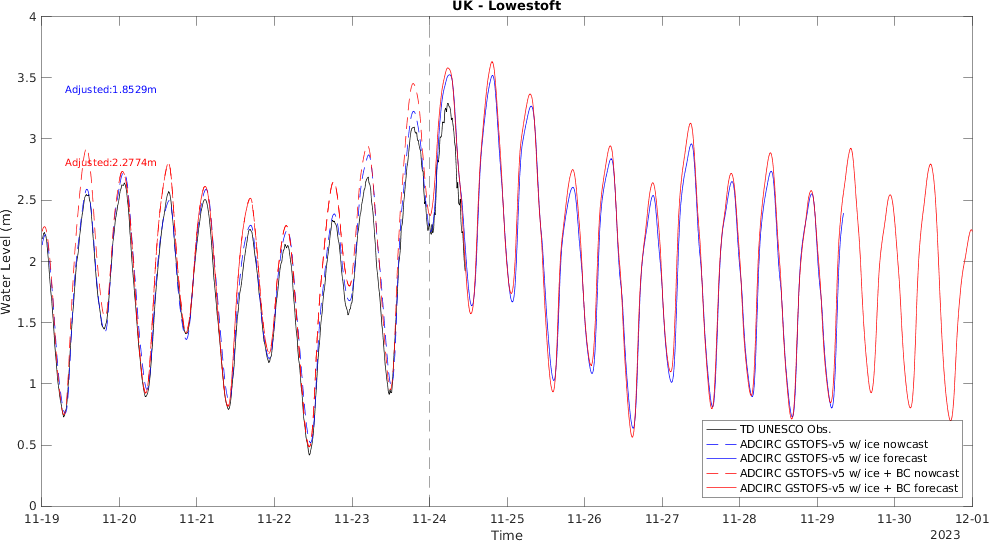 UK - Lowestoft
4
3.5
3
2.5
2
1.5
1
0.5
0
Water Level (m)
Adjusted:1.8529m
Adjusted:2.2774m
TD UNESCO Obs.
ADCIRC GSTOFS-v5 w/ ice nowcast
ADCIRC GSTOFS-v5 w/ ice forecast
ADCIRC GSTOFS-v5 w/ ice + BC nowcast
ADCIRC GSTOFS-v5 w/ ice + BC forecast
11-19 11-20 11-21 11-22 11-23 11-24 11-25 11-26 11-27 11-28 11-29 11-30 12-01
Time
2023